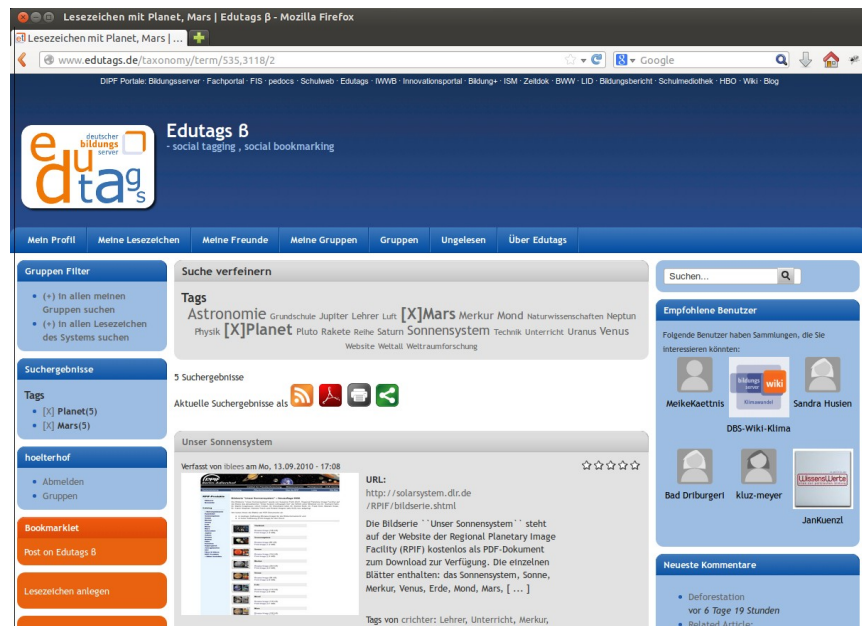 Lesezeichen mit Planet, Mars | Edutags β - Mozilla Firefox
Lesezeichen mit Planet, Mars | ...
www.edutags.de/taxonomy/term/535,3118/2
Google
DIPF Portale: Bildungsserver · Fachportal · FIS · pedocs · Schulweb · Edutags · IWWB · Innovationsportal · Bildung+ · ISM · Zeitdok · BWW · LID · Bildungsbericht · Schulmediothek · HBO · Wiki · Blog
deutscher
bildungs
server
edutags
Edutags ß
- social tagging , social bookmarking
Mein Profil
Meine Lesezeichen
Meine Freunde
Meine Gruppen
Gruppen
Ungelesen
Über Edutags
Gruppen Filter
(+) in allen meinen
Gruppen suchen
(+) in allen Lesezeichen
des Systems suchen
Suchergebnisse
Tags
[X] Planet(5)
[X] Mars(5)
hoelterhof
Abmelden
Gruppen
Bookmarklet
Post on Edutags ß
Lesezeichen anlegen
Suche verfeinern
Tags
Astronomie Grundschule Jupiter Lehrer Luft [X]Mars Merkur Mond Naturwissenschaften Neptun
Physik [X]Planet Pluto Rakete Reihe Saturn Sonnensystem Technik Unterricht Uranus Venus
Website Weltall Weltraumforschung
5 Suchergebnisse
Aktuelle Suchergebnisse als
Unser Sonnensystem
Verfasst von iblees am Mo, 13.09.2010 - 17:08
URL:
http://solarsystem.dlr.de
/RPIF/bildserie.shtml
Die Bildserie ``Unser Sonnensystem`` steht
auf der Website der Regional Planetary Image
Facility (RPIF) kostenlos als PDF-Dokument
zum Download zur Verfügung. Die einzelnen
Blätter enthalten: das Sonnensystem, Sonne,
Merkur, Venus, Erde, Mond, Mars, [ ... ]
Tags von crichter: Lehrer, Unterricht, Merkur,
Suchen...
Empfohlene Benutzer
Folgende Benutzer haben Sammlungen, die Sie
interessieren könnten:
bildungs
server
wiki
Klimawandel
MeikeKaettnis
DBS-Wiki-Klima
Sandra Husien
WissensWerte
Bad Driburgerl
kluz-meyer
JanKuenzl
Neueste Kommentare
Deforestation
vor 6 Tage 19 Stunden
Related Article: